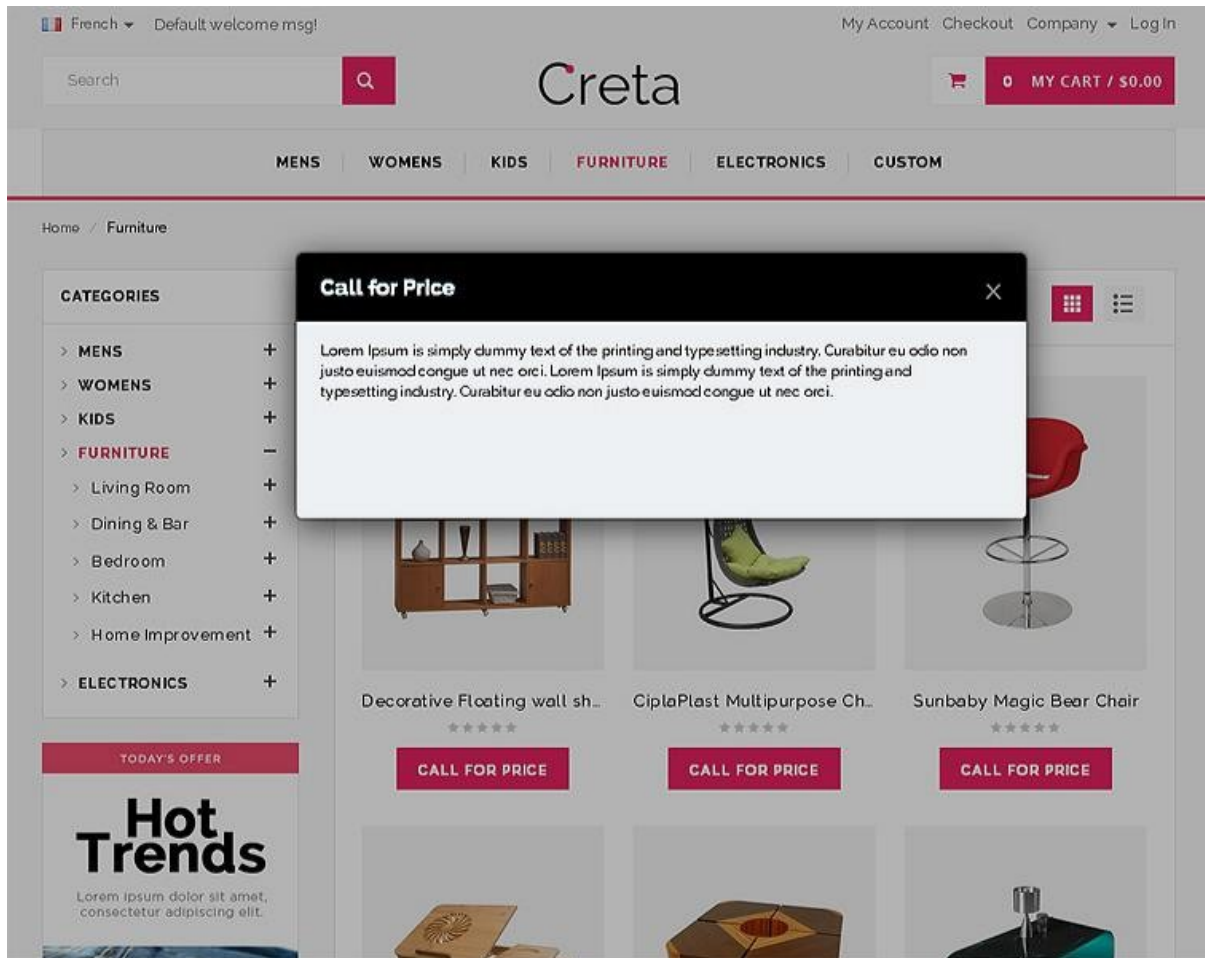 French Default welcome msg! My Account Checkout Company Log In
Search Creta 0 MY CART / $0.00
MENS WOMENS KIDS FURNITURE ELECTRONICS CUSTOM
Home / Furniture
Call for Price ×
Lorem Ipsum is simply dummy text of the printing and typesetting industry. Curabitur eu odio non
justo euismod congue ut nec orci. Lorem Ipsum is simply dummy text of the printing and
typesetting industry. Curabitur eu odio non justo euismod congue ut nec orci.
CATEGORIES
> MENS +
> WOMENS +
> KIDS +
> FURNITURE −
> Living Room +
> Dining & Bar +
> Bedroom +
> Kitchen +
> Home Improvement +
> ELECTRONICS +
Decorative Floating wall sh... CiplaPlast Multipurpose Ch... Sunbaby Magic Bear Chair
CALL FOR PRICE CALL FOR PRICE CALL FOR PRICE
TODAY'S OFFER
Hot
Trends
Lorem ipsum dolor sit amet,
consectetur adipiscing elit.